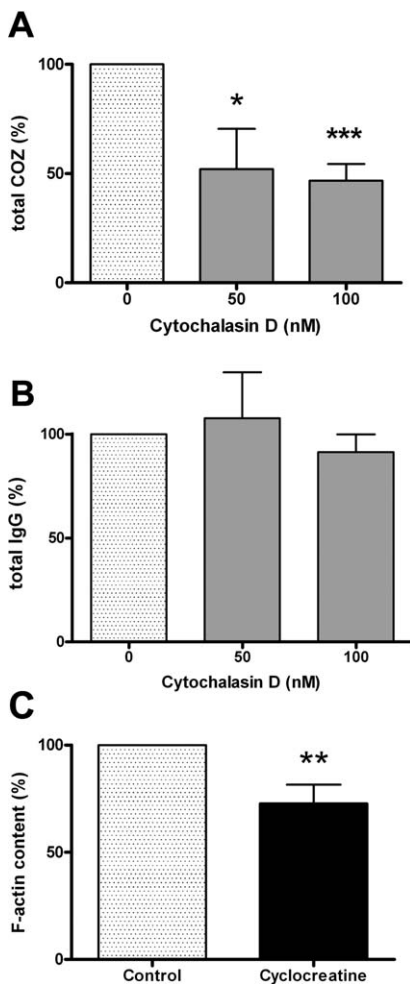 A
total COZ (%)
100
50
0
*
***
0 50 100
Cytochalasin D (nM)
B
total IgG (%)
100
50
0
0 50 100
Cytochalasin D (nM)
C
F-actin content (%)
100
50
0
**
Control Cyclocreatine